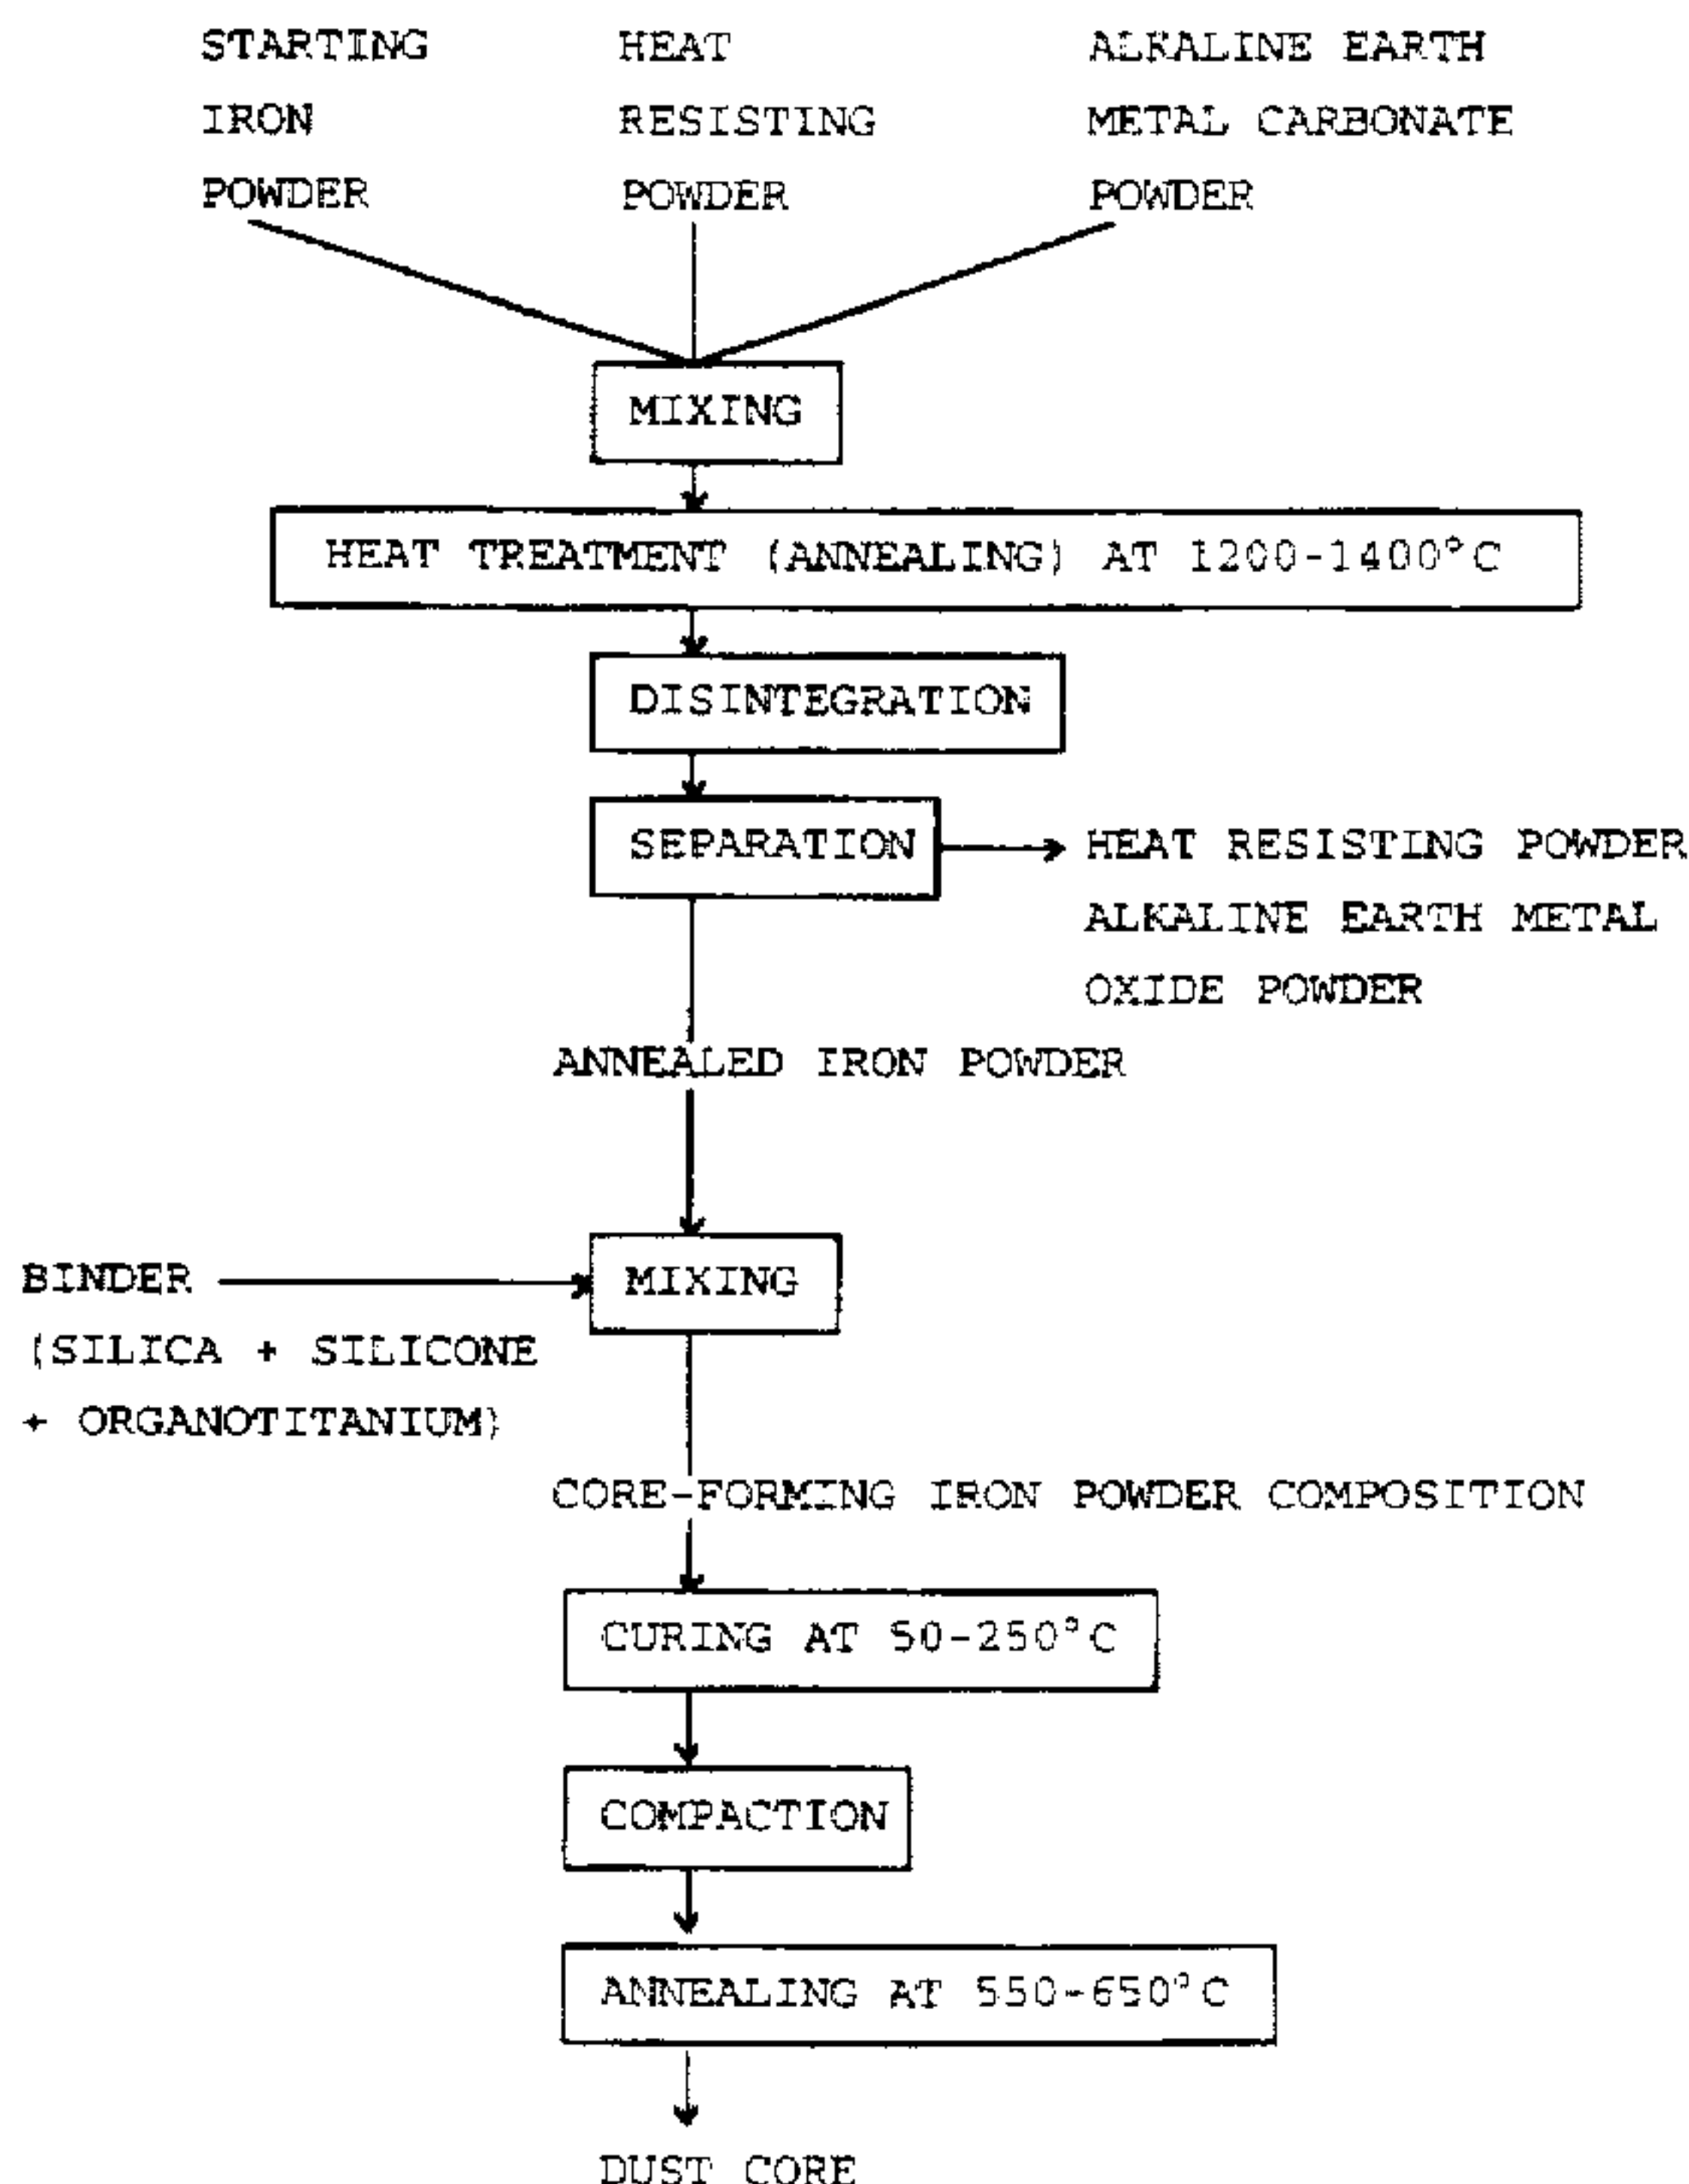 STARTING
IRON
POWDER
HEAT
RESISTING
POWDER
ALKALINE EARTH
METAL CARBONATE
POWDER
MIXING
HEAT TREATMENT (ANNEALING) AT 1200-1400°C
DISINTEGRATION
SEPARATION
HEAT RESISTING POWDER
ALKALINE EARTH METAL
OXIDE POWDER
ANNEALED IRON POWDER
BINDER
(SILICA + SILICONE
+ ORGANOTITANIUM)
MIXING
CORE-FORMING IRON POWDER COMPOSITION
CURING AT 50-250°C
COMPACTION
ANNEALING AT 550-650°C
DUST CORE